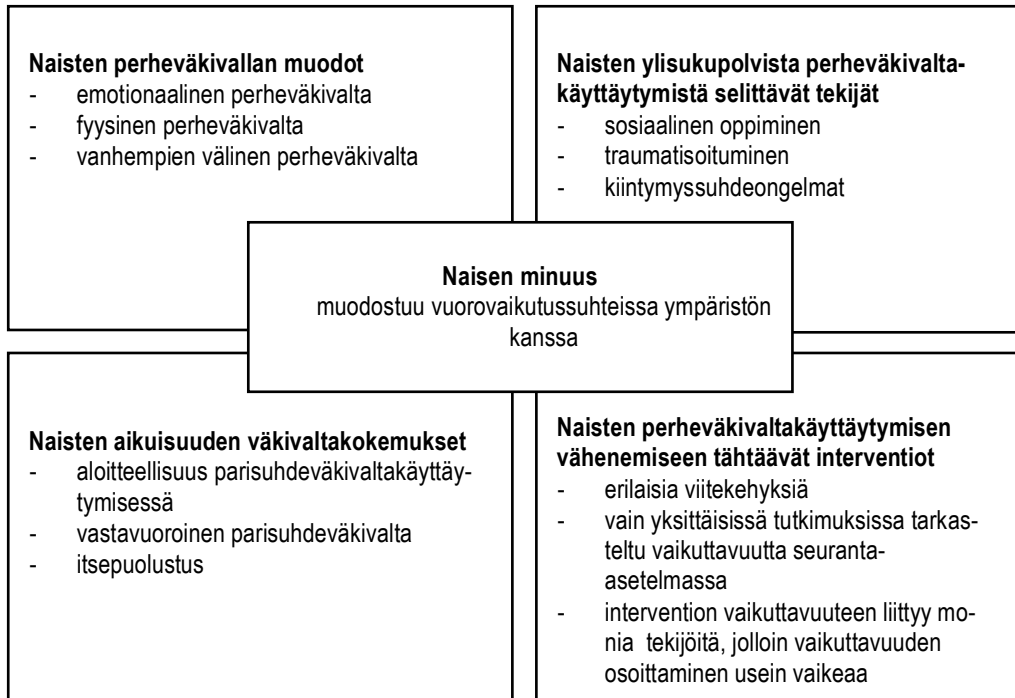 Naisten perheväkivallan muodot
- emotionaalinen perheväkivalta
- fyysinen perheväkivalta
- vanhempien välinen perheväkivalta
Naisten ylisukupolvista perheväkivalta-
käyttäytymistä selittävät tekijät
- sosiaalinen oppiminen
- traumatisoituminen
- kiintymyssuhdeongelmat
Naisen minuus
muodostuu vuorovaikutussuhteissa ympäristön
kanssa
Naisten aikuisuuden väkivaltakokemukset
- aloitteellisuus parisuhdeväkivaltakäyttäy-
tymisessä
- vastavuoroinen parisuhdeväkivalta
- itsepuolustus
Naisten perheväkivaltakäyttäytymisen
vähenemiseen tähtäävät interventiot
- erilaisia viitekehyksiä
- vain yksittäisissä tutkimuksissa tarkas-
teltu vaikuttavuutta seuranta-
asetelmassa
- intervention vaikuttavuuteen liittyy mo-
nia tekijöitä, jolloin vaikuttavuuden
osoittaminen usein vaikeaa